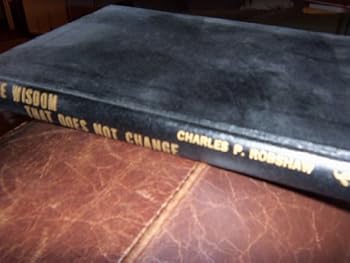 E WISDOM
THAT DOES NOT CHANGE
CHARLES P. ROBSHAW